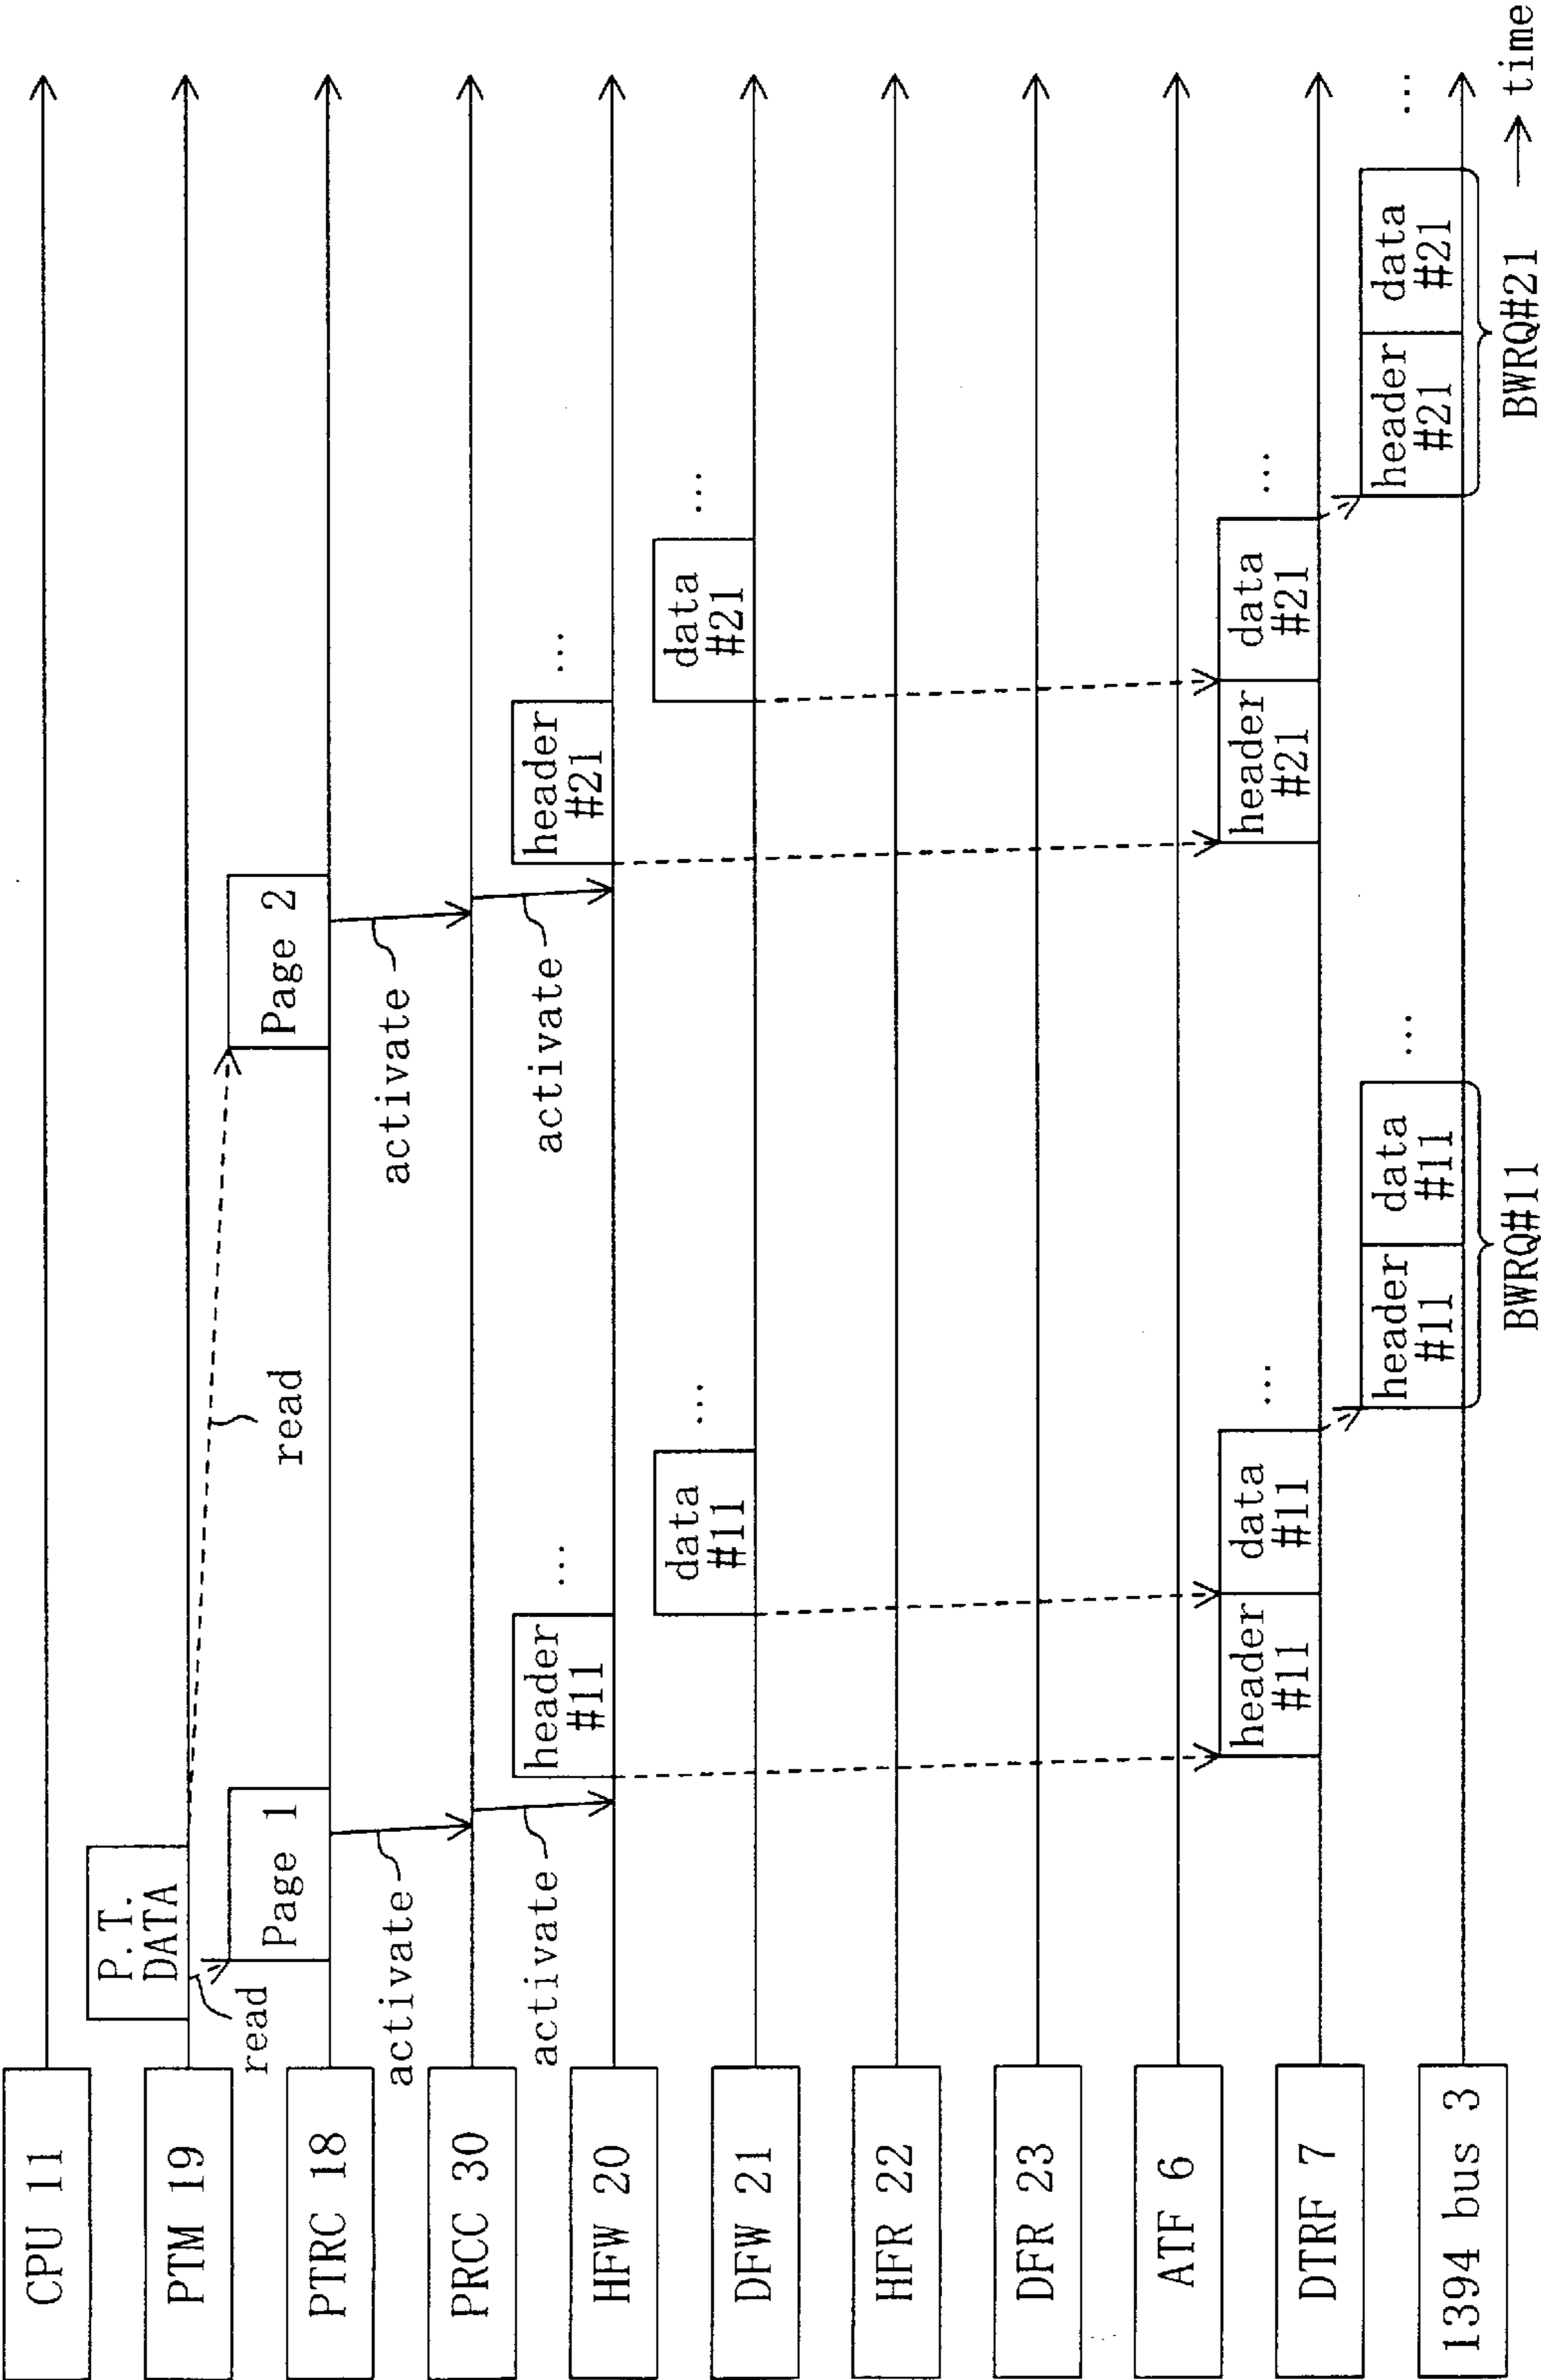 CPU 11
PTM 19
P.T.
DATA
read
read
PTRC 18
Page 1
Page 2
activate
activate
PRCC 30
activate
activate
HFW 20
header
#11
...
header
#21
...
DFW 21
data
#11
...
data
#21
...
HFR 22
DFR 23
ATF 6
DTRF 7
header
#11
data
#11
...
header
#21
data
#21
...
1394 bus 3
header
#11
data
#11
...
header
#21
data
#21
...
BWRQ#11
BWRQ#21
time